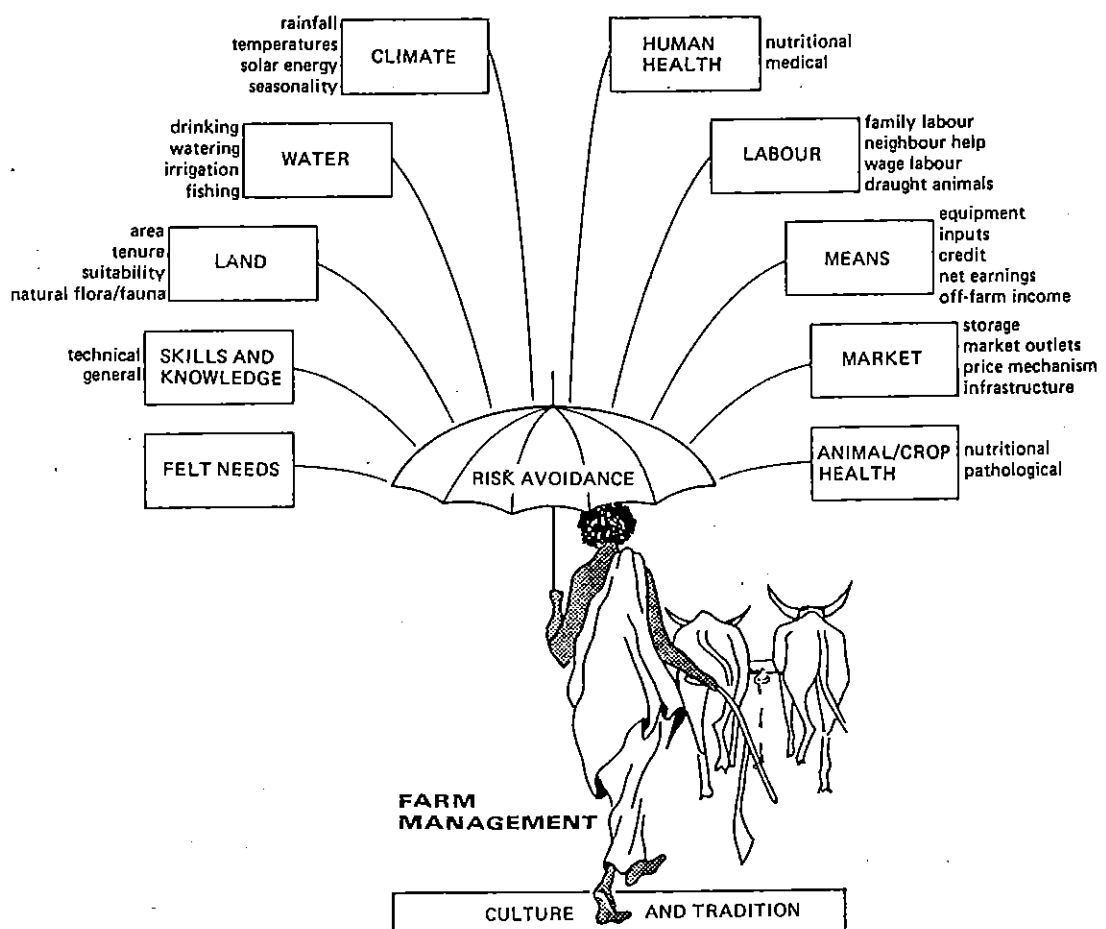 rainfall
temperatures
solar energy
seasonality
CLIMATE
HUMAN
HEALTH
nutritional
medical
drinking
watering
irrigation
fishing
WATER
LABOUR
family labour
neighbour help
wage labour
draught animals
area
tenure
suitability
natural flora/fauna
LAND
MEANS
equipment
inputs
credit
net earnings
off-farm income
technical
general
SKILLS AND
KNOWLEDGE
MARKET
storage
market outlets
price mechanism
infrastructure
FELT NEEDS
RISK AVOIDANCE
ANIMAL/CROP
HEALTH
nutritional
pathological
FARM
MANAGEMENT
CULTURE AND TRADITION